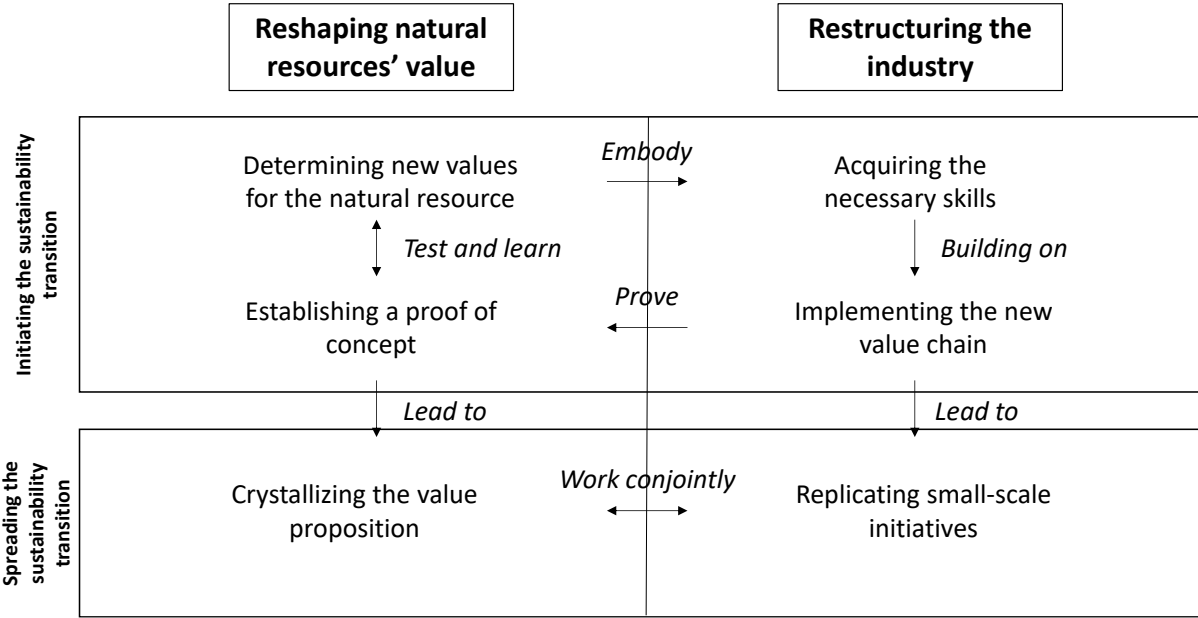 Reshaping natural
resources’ value
Restructuring the
industry
Initiating the sustainability
transition
Determining new values
for the natural resource
Embody
Acquiring the
necessary skills
Test and learn
Building on
Establishing a proof of
concept
Prove
Implementing the new
value chain
Lead to
Lead to
Spreading the
sustainability
transition
Crystallizing the value
proposition
Work conjointly
Replicating small-scale
initiatives